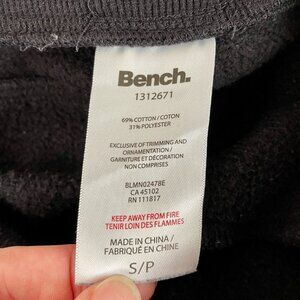 Bench.
1312671
69% COTTON / COTON
31% POLYESTER
EXCLUSIVE OF TRIMMING AND
ORNAMENTATION /
GARNITURE ET DÉCORATION
NON COMPRISES
BLMN02478E
CA 45102
RN 111817
KEEP AWAY FROM FIRE
TENIR LOIN DES FLAMMES
MADE IN CHINA /
FABRIQUÉ EN CHINE
S/P